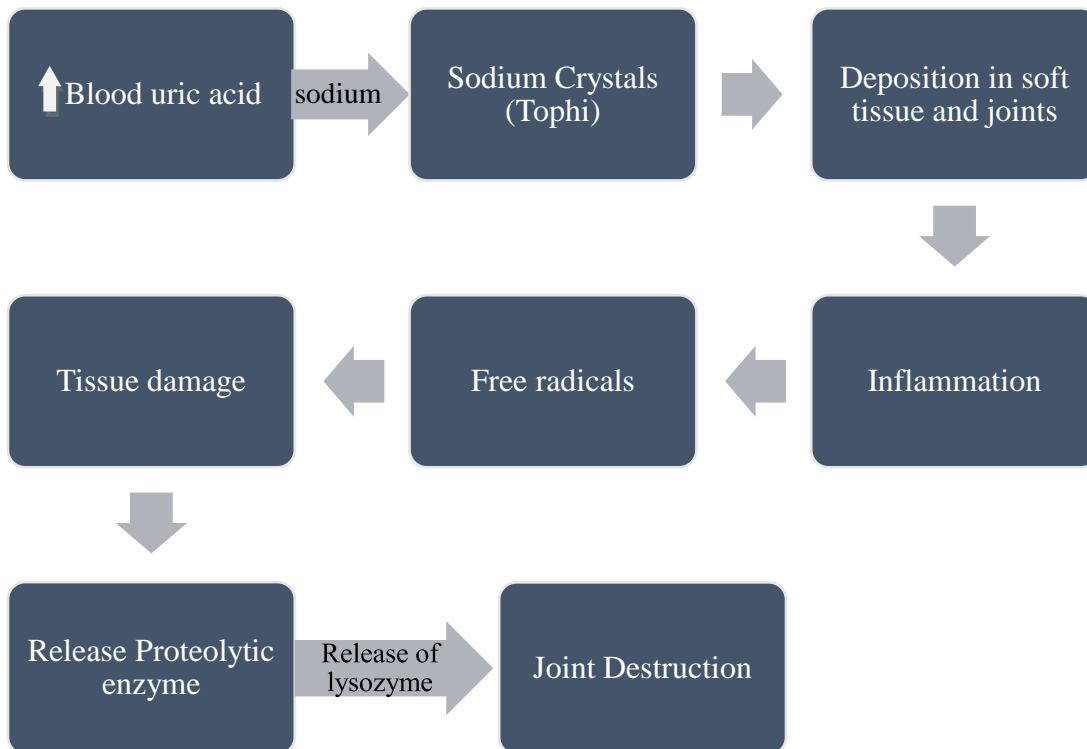 Blood uric acid
sodium
Sodium Crystals
(Tophi)
Deposition in soft
tissue and joints
Inflammation
Free radicals
Tissue damage
Release Proteolytic
enzyme
Release of
lysozyme
Joint Destruction